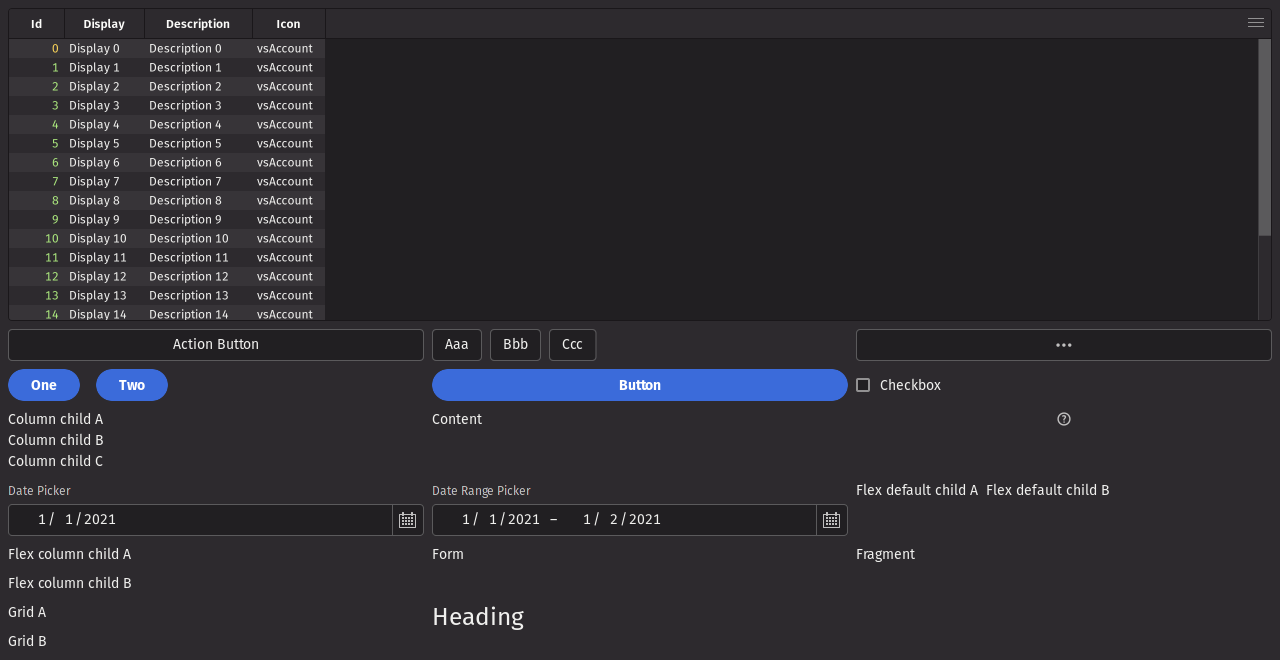 Id Display Description Icon
0 Display 0 Description 0 vsAccount
1 Display 1 Description 1 vsAccount
2 Display 2 Description 2 vsAccount
3 Display 3 Description 3 vsAccount
4 Display 4 Description 4 vsAccount
5 Display 5 Description 5 vsAccount
6 Display 6 Description 6 vsAccount
7 Display 7 Description 7 vsAccount
8 Display 8 Description 8 vsAccount
9 Display 9 Description 9 vsAccount
10 Display 10 Description 10 vsAccount
11 Display 11 Description 11 vsAccount
12 Display 12 Description 12 vsAccount
13 Display 13 Description 13 vsAccount
14 Display 14 Description 14 vsAccount
Action Button Aaa Bbb Ccc
One Two Button Checkbox
Column child A Content
Column child B
Column child C
Date Picker Date Range Picker Flex default child A Flex default child B
1/ 1/2021 1/ 1/2021 – 1/ 2/2021
Flex column child A Form Fragment
Flex column child B
Grid A Heading
Grid B